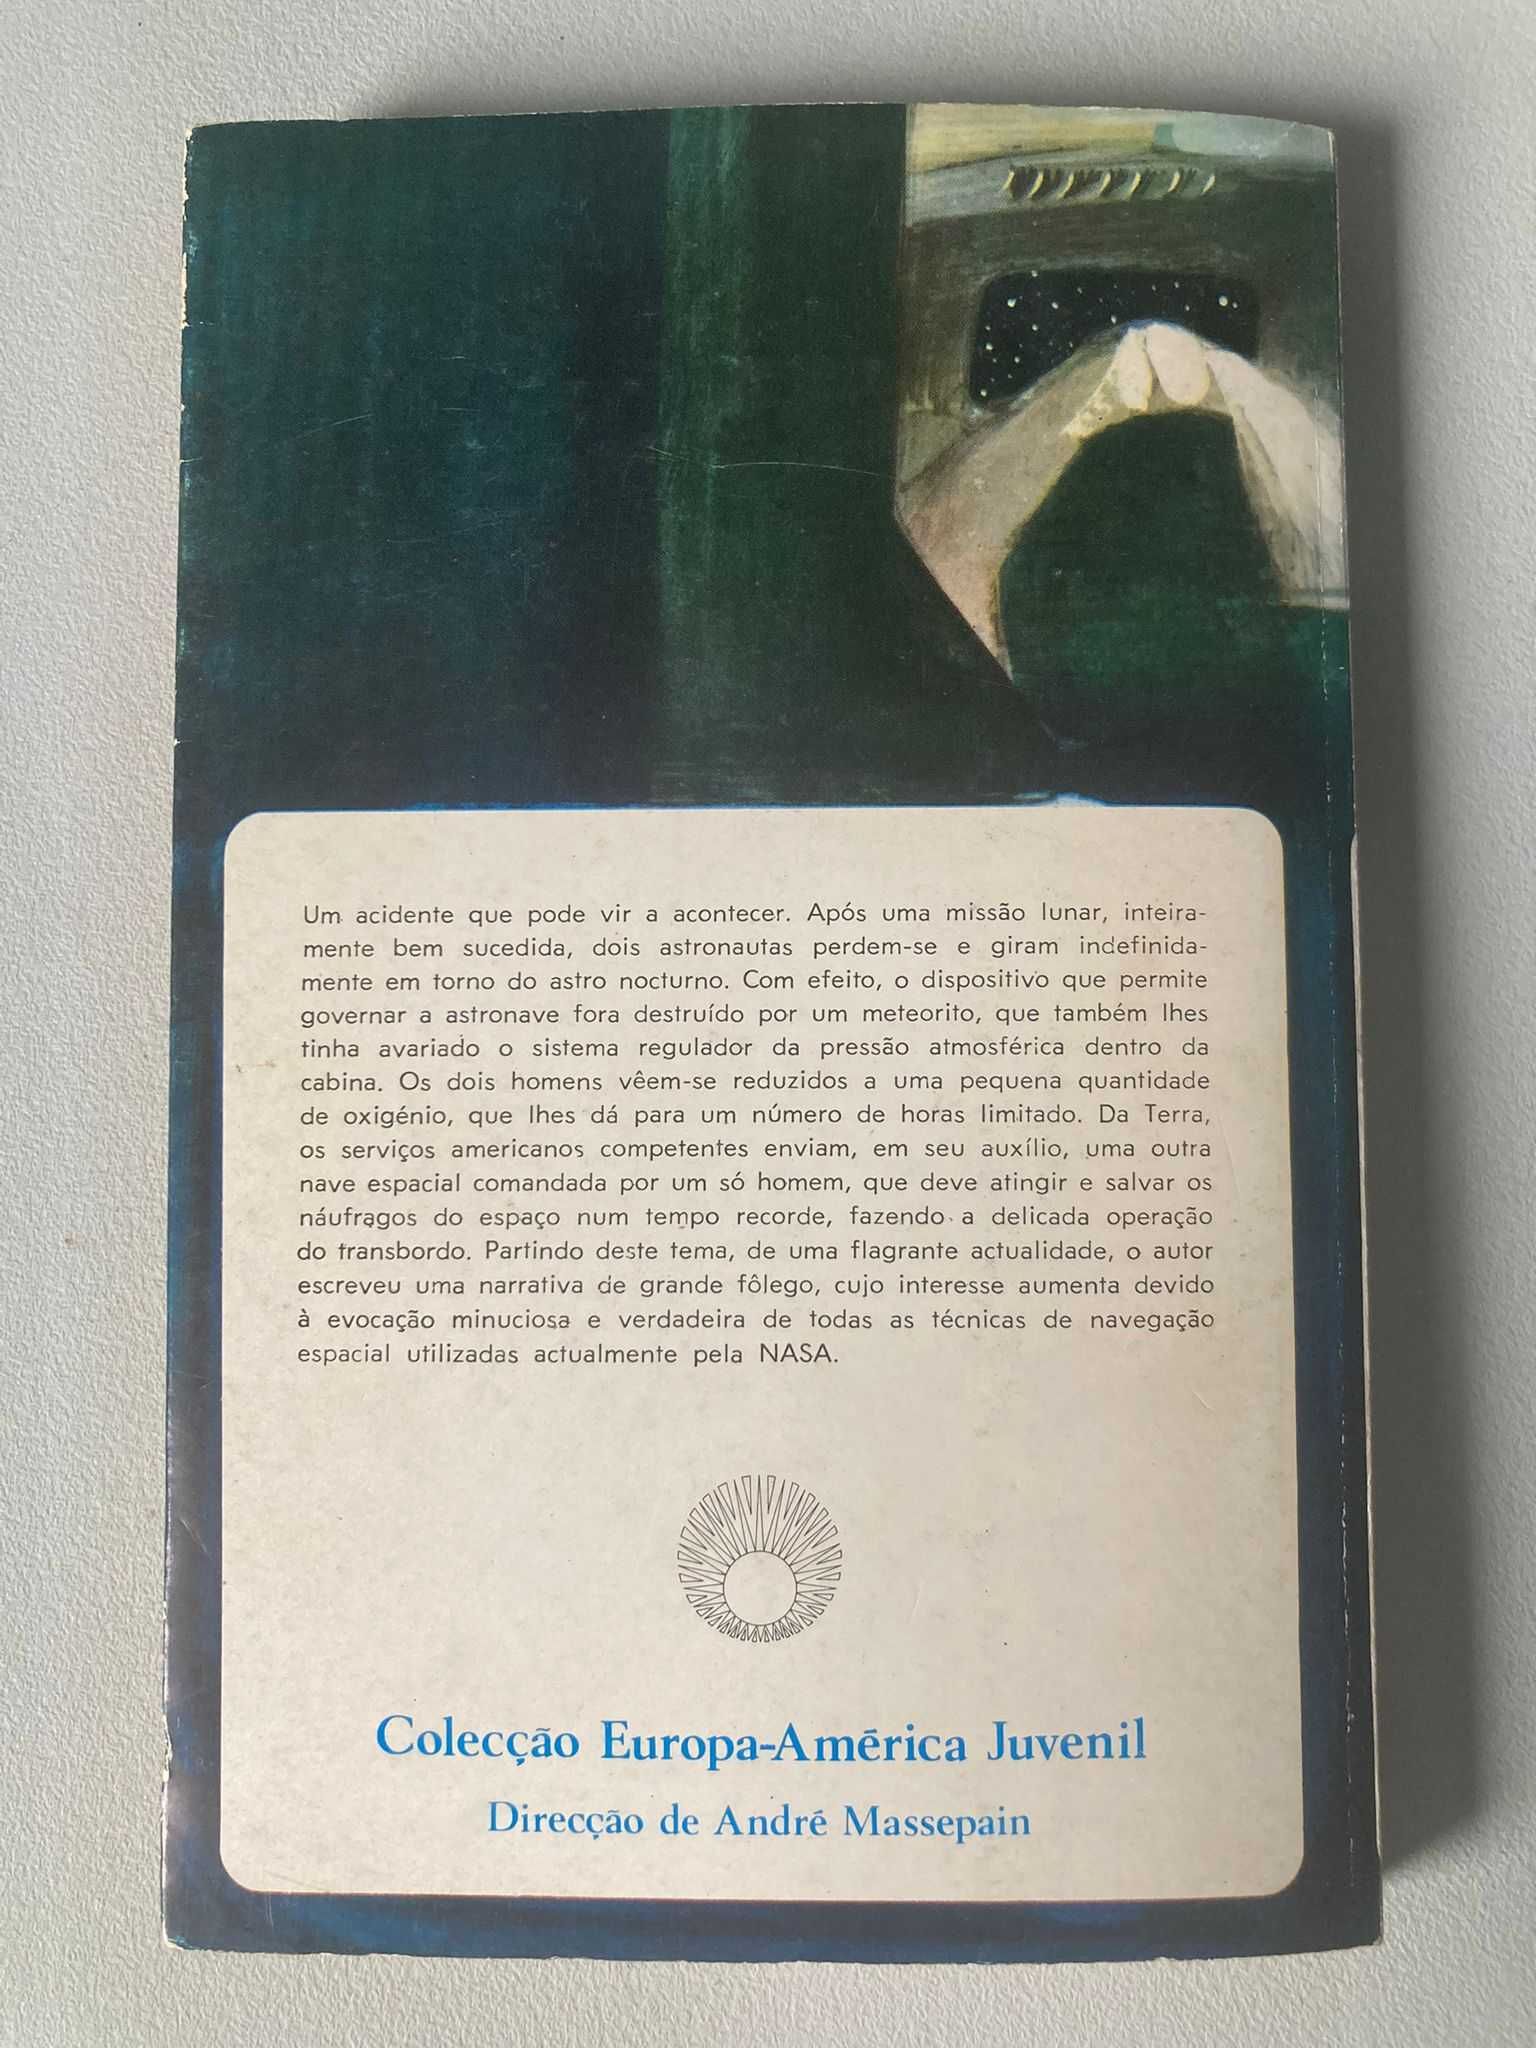 Um acidente que pode vir a acontecer. Após uma missão lunar, inteira-
mente bem sucedida, dois astronautas perdem-se e giram indefinida-
mente em torno do astro nocturno. Com efeito, o dispositivo que permite
governar a astronave fora destruído por um meteorito, que também lhes
tinha avariado o sistema regulador da pressão atmosférica dentro da
cabina. Os dois homens vêem-se reduzidos a uma pequena quantidade
de oxigénio, que lhes dá para um número de horas limitado. Da Terra,
os serviços americanos competentes enviam, em seu auxílio, uma outra
nave espacial comandada por um só homem, que deve atingir e salvar os
náufragos do espaço num tempo recorde, fazendo a delicada operação
do transbordo. Partindo deste tema, de uma flagrante actualidade, o autor
escreveu uma narrativa de grande fôlego, cujo interesse aumenta devido
à evocação minuciosa e verdadeira de todas as técnicas de navegação
espacial utilizadas actualmente pela NASA.
Colecção Europa-América Juvenil
Direcção de André Massepain